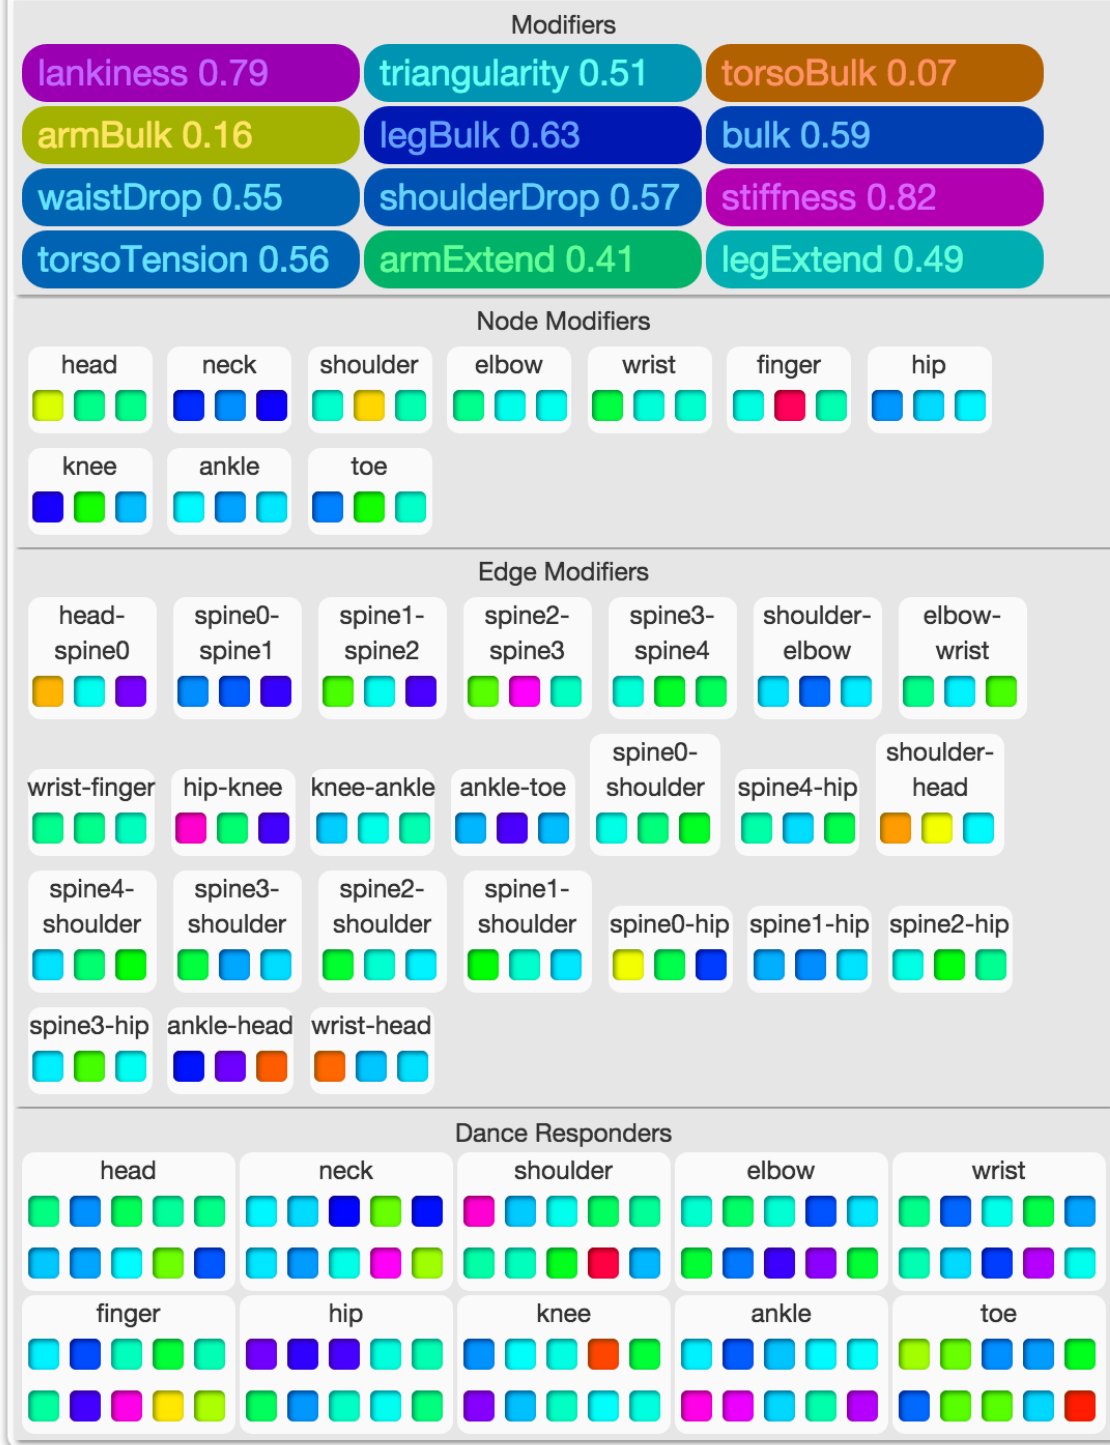 Modifiers
lankiness 0.79 triangularity 0.51 torsoBulk 0.07
armBulk 0.16 legBulk 0.63 bulk 0.59
waistDrop 0.55 shoulderDrop 0.57 stiffness 0.82
torsoTension 0.56 armExtend 0.41 legExtend 0.49
Node Modifiers
head neck shoulder elbow wrist finger hip
knee ankle toe
Edge Modifiers
head- spine0- spine1- spine2- spine3- shoulder- elbow-
spine0 spine1 spine2 spine3 spine4 elbow wrist
spine0- shoulder-
wrist-finger hip-knee knee-ankle ankle-toe shoulder spine4-hip head
spine4- spine3- spine2- spine1-
shoulder shoulder shoulder shoulder spine0-hip spine1-hip spine2-hip
spine3-hip ankle-head wrist-head
Dance Responders
head neck shoulder elbow wrist
finger hip knee ankle toe